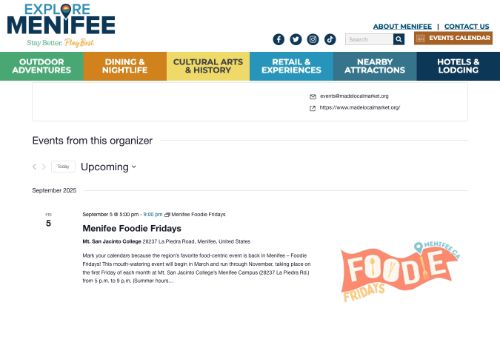 EXPLORE
MENIFEE
Stay Better. Play Best.
ABOUT MENIFEE | CONTACT US
Search
EVENTS CALENDAR
OUTDOOR ADVENTURES
DINING & NIGHTLIFE
CULTURAL ARTS & HISTORY
RETAIL & EXPERIENCES
NEARBY ATTRACTIONS
HOTELS & LODGING
events@madelocalmarket.org
https://www.madelocalmarket.org/
Events from this organizer
Today
Upcoming
September 2025
FRI
5
September 5 @ 5:00 pm - 9:00 pm Menifee Foodie Fridays
Menifee Foodie Fridays
Mt. San Jacinto College 28237 La Piedra Road, Menifee, United States
Mark your calendars because the region's favorite food-centric event is back in Menifee – Foodie
Fridays! This mouth-watering event will begin in March and run through November, taking place on
the first Friday of each month at Mt. San Jacinto College's Menifee Campus (28237 La Piedra Rd.)
from 5 p.m. to 9 p.m. (Summer hours…
MENIFEE, CA
FOODIE
FRIDAYS